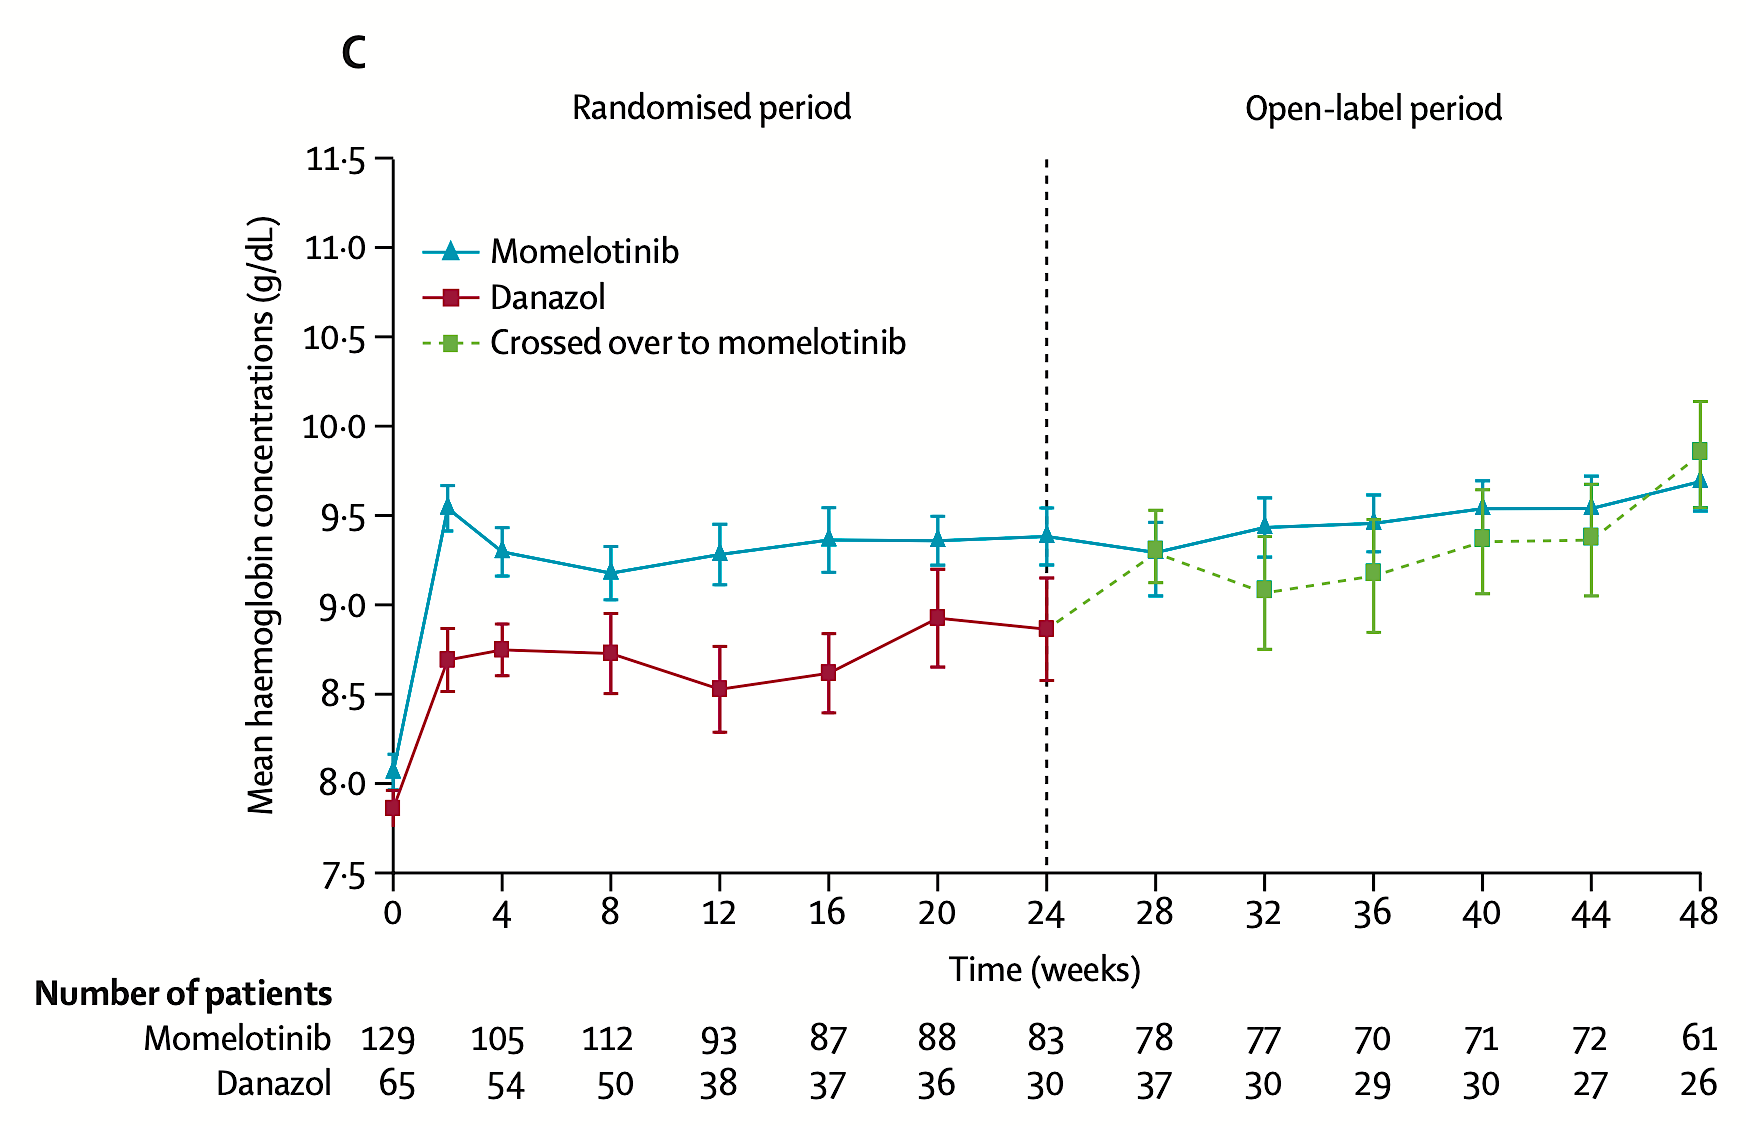 C
Randomised period
Open-label period
Mean haemoglobin concentrations (g/dL)
11·5
11·0
10·5
10·0
9·5
9·0
8·5
8·0
7·5
Momelotinib
Danazol
Crossed over to momelotinib
0 4 8 12 16 20 24 28 32 36 40 44 48
Time (weeks)
Number of patients
Momelotinib 129 105 112 93 87 88 83 78 77 70 71 72 61
Danazol 65 54 50 38 37 36 30 37 30 29 30 27 26